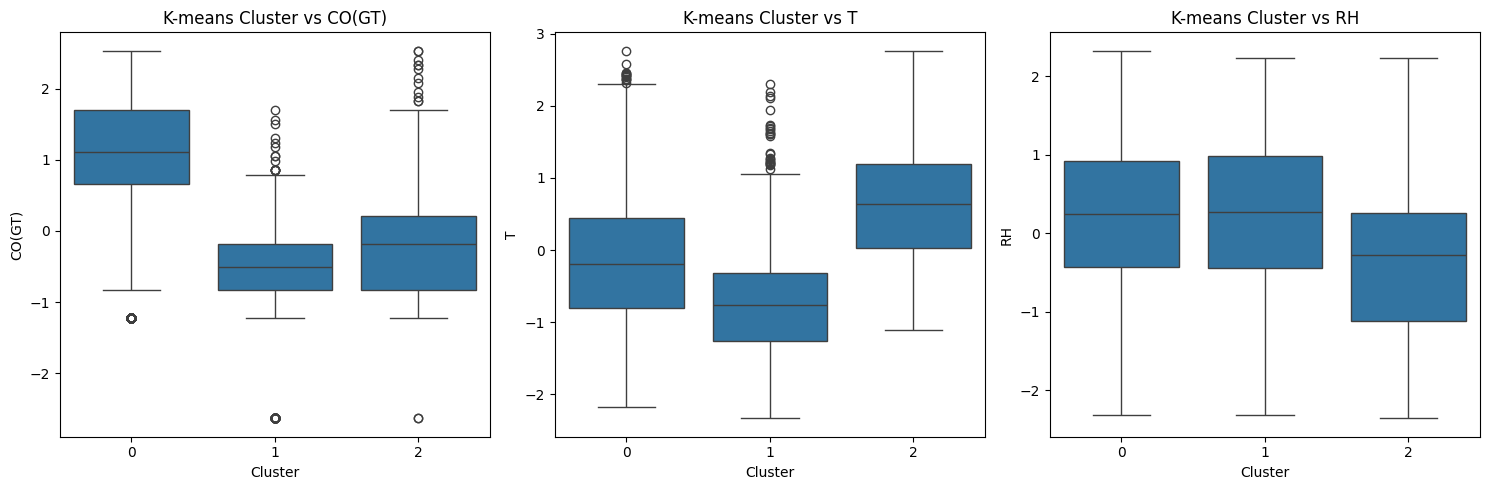 K-means Cluster vs CO(GT)
CO(GT)
2
1
0
−1
−2
0 1 2
Cluster
K-means Cluster vs T
T
3
2
1
0
−1
−2
0 1 2
Cluster
K-means Cluster vs RH
RH
2
1
0
−1
−2
0 1 2
Cluster